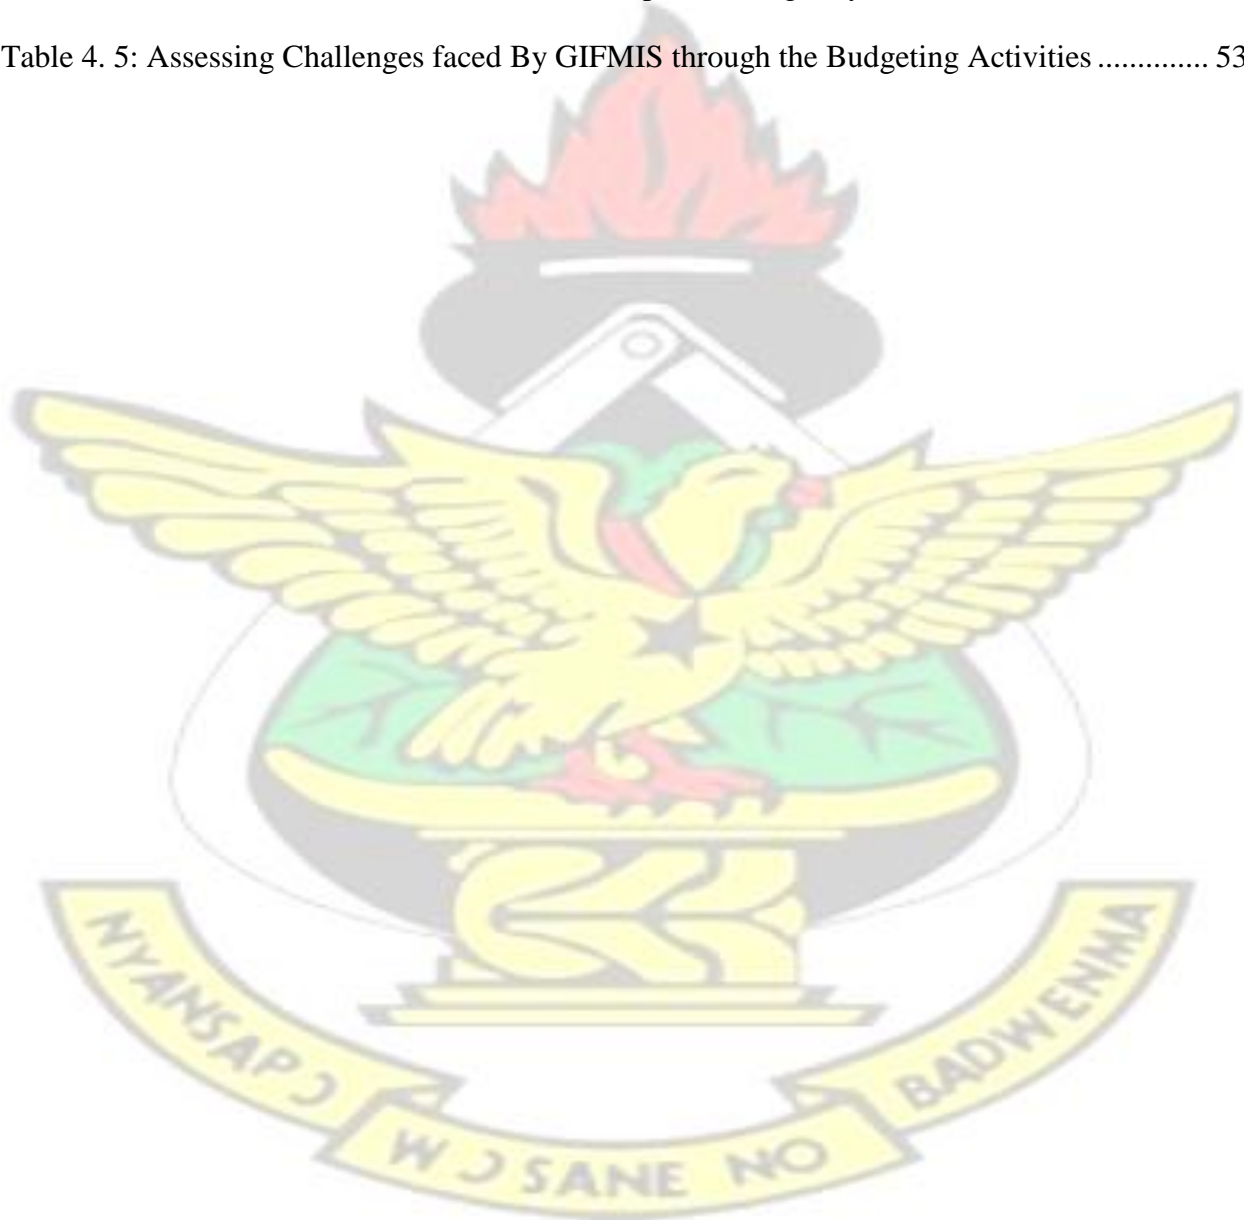 Table 4. 5: Assessing Challenges faced By GIFMIS through the Budgeting Activities ............. 53
NYANSAPƆ
WƆSANE NO
BADWENMA